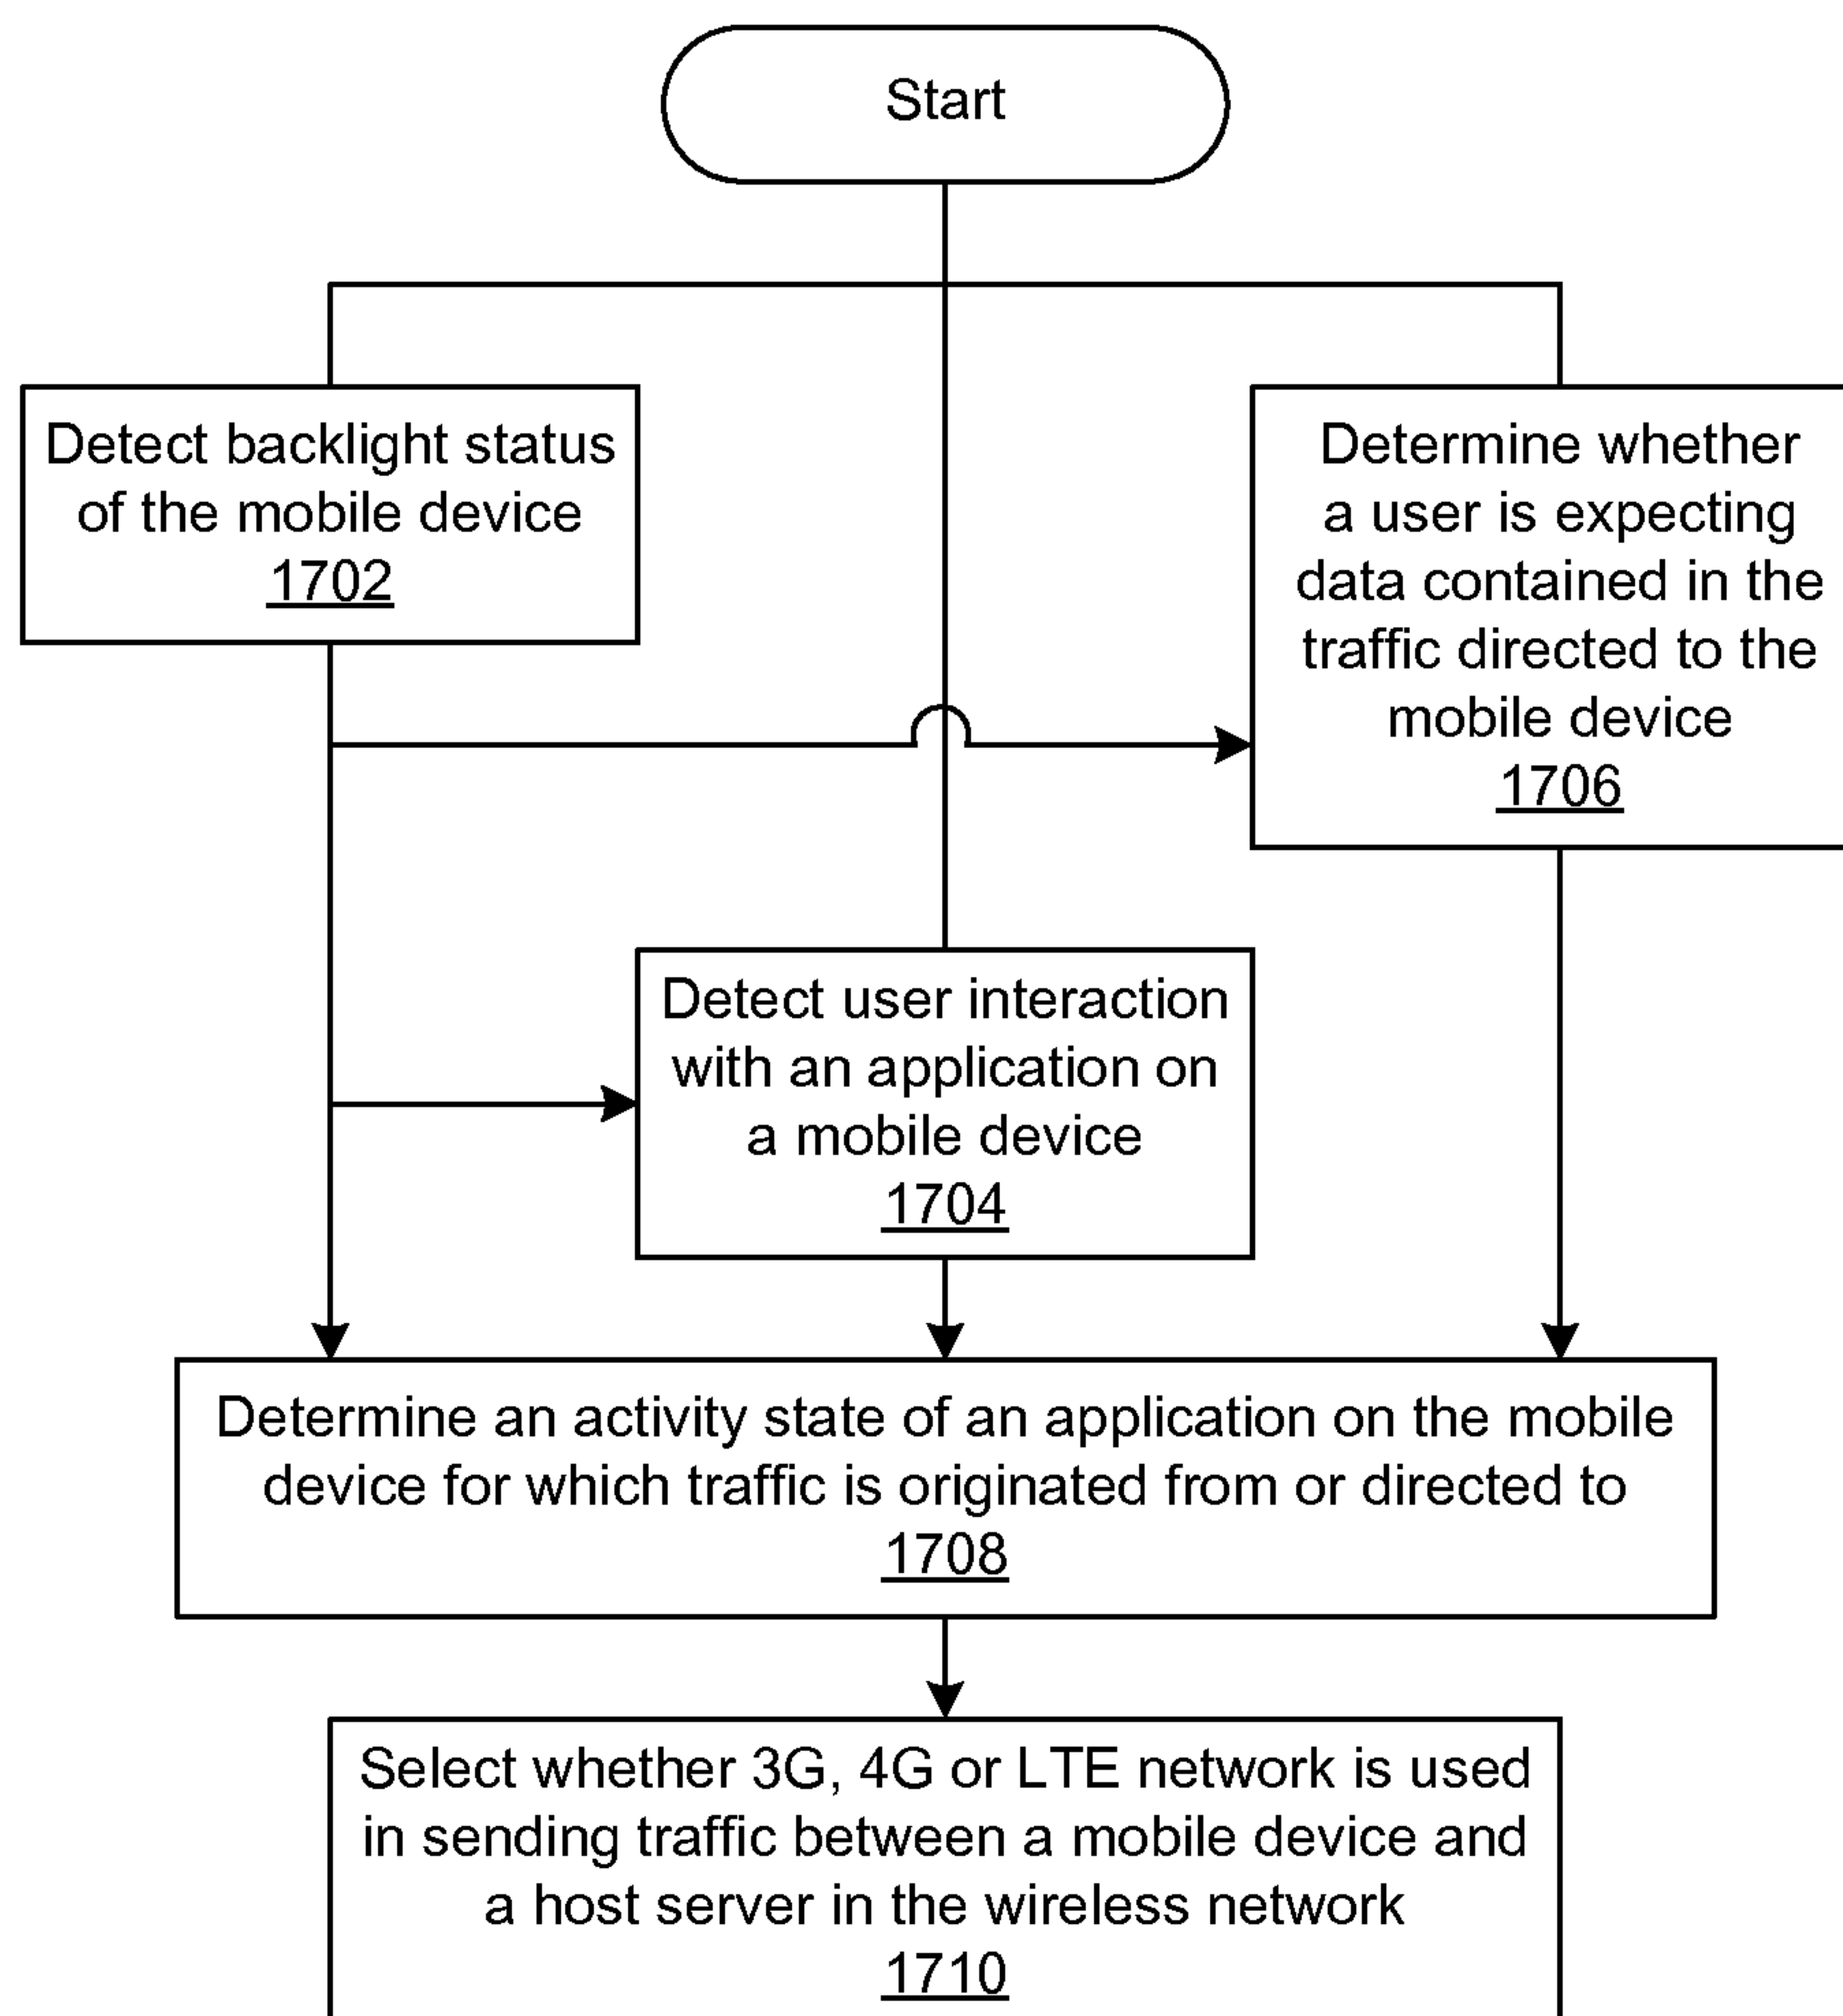 Start
Detect backlight status
of the mobile device
1702
Determine whether
a user is expecting
data contained in the
traffic directed to the
mobile device
1706
Detect user interaction
with an application on
a mobile device
1704
Determine an activity state of an application on the mobile
device for which traffic is originated from or directed to
1708
Select whether 3G, 4G or LTE network is used
in sending traffic between a mobile device and
a host server in the wireless network
1710